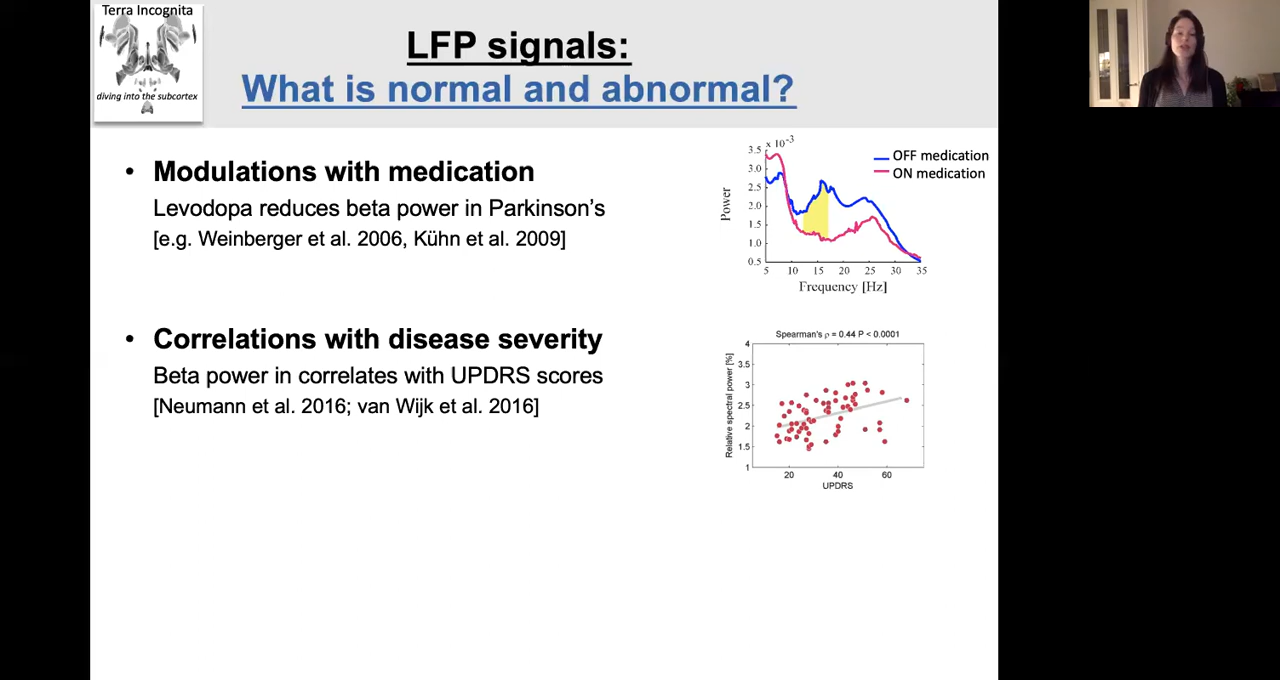 Terra Incognita
diving into the subcortex
LFP signals:
What is normal and abnormal?
• Modulations with medication
Levodopa reduces beta power in Parkinson's
[e.g. Weinberger et al. 2006, Kühn et al. 2009]
x 10⁻³
3.5
3.0
2.5
2.0
1.5
1.0
0.5
Power
5 10 15 20 25 30 35
Frequency [Hz]
OFF medication
ON medication
• Correlations with disease severity
Beta power in correlates with UPDRS scores
[Neumann et al. 2016; van Wijk et al. 2016]
Spearman's ρ = 0.44 P < 0.0001
4
3.5
3
2.5
2
1.5
1
Relative spectral power [%]
20 40 60
UPDRS